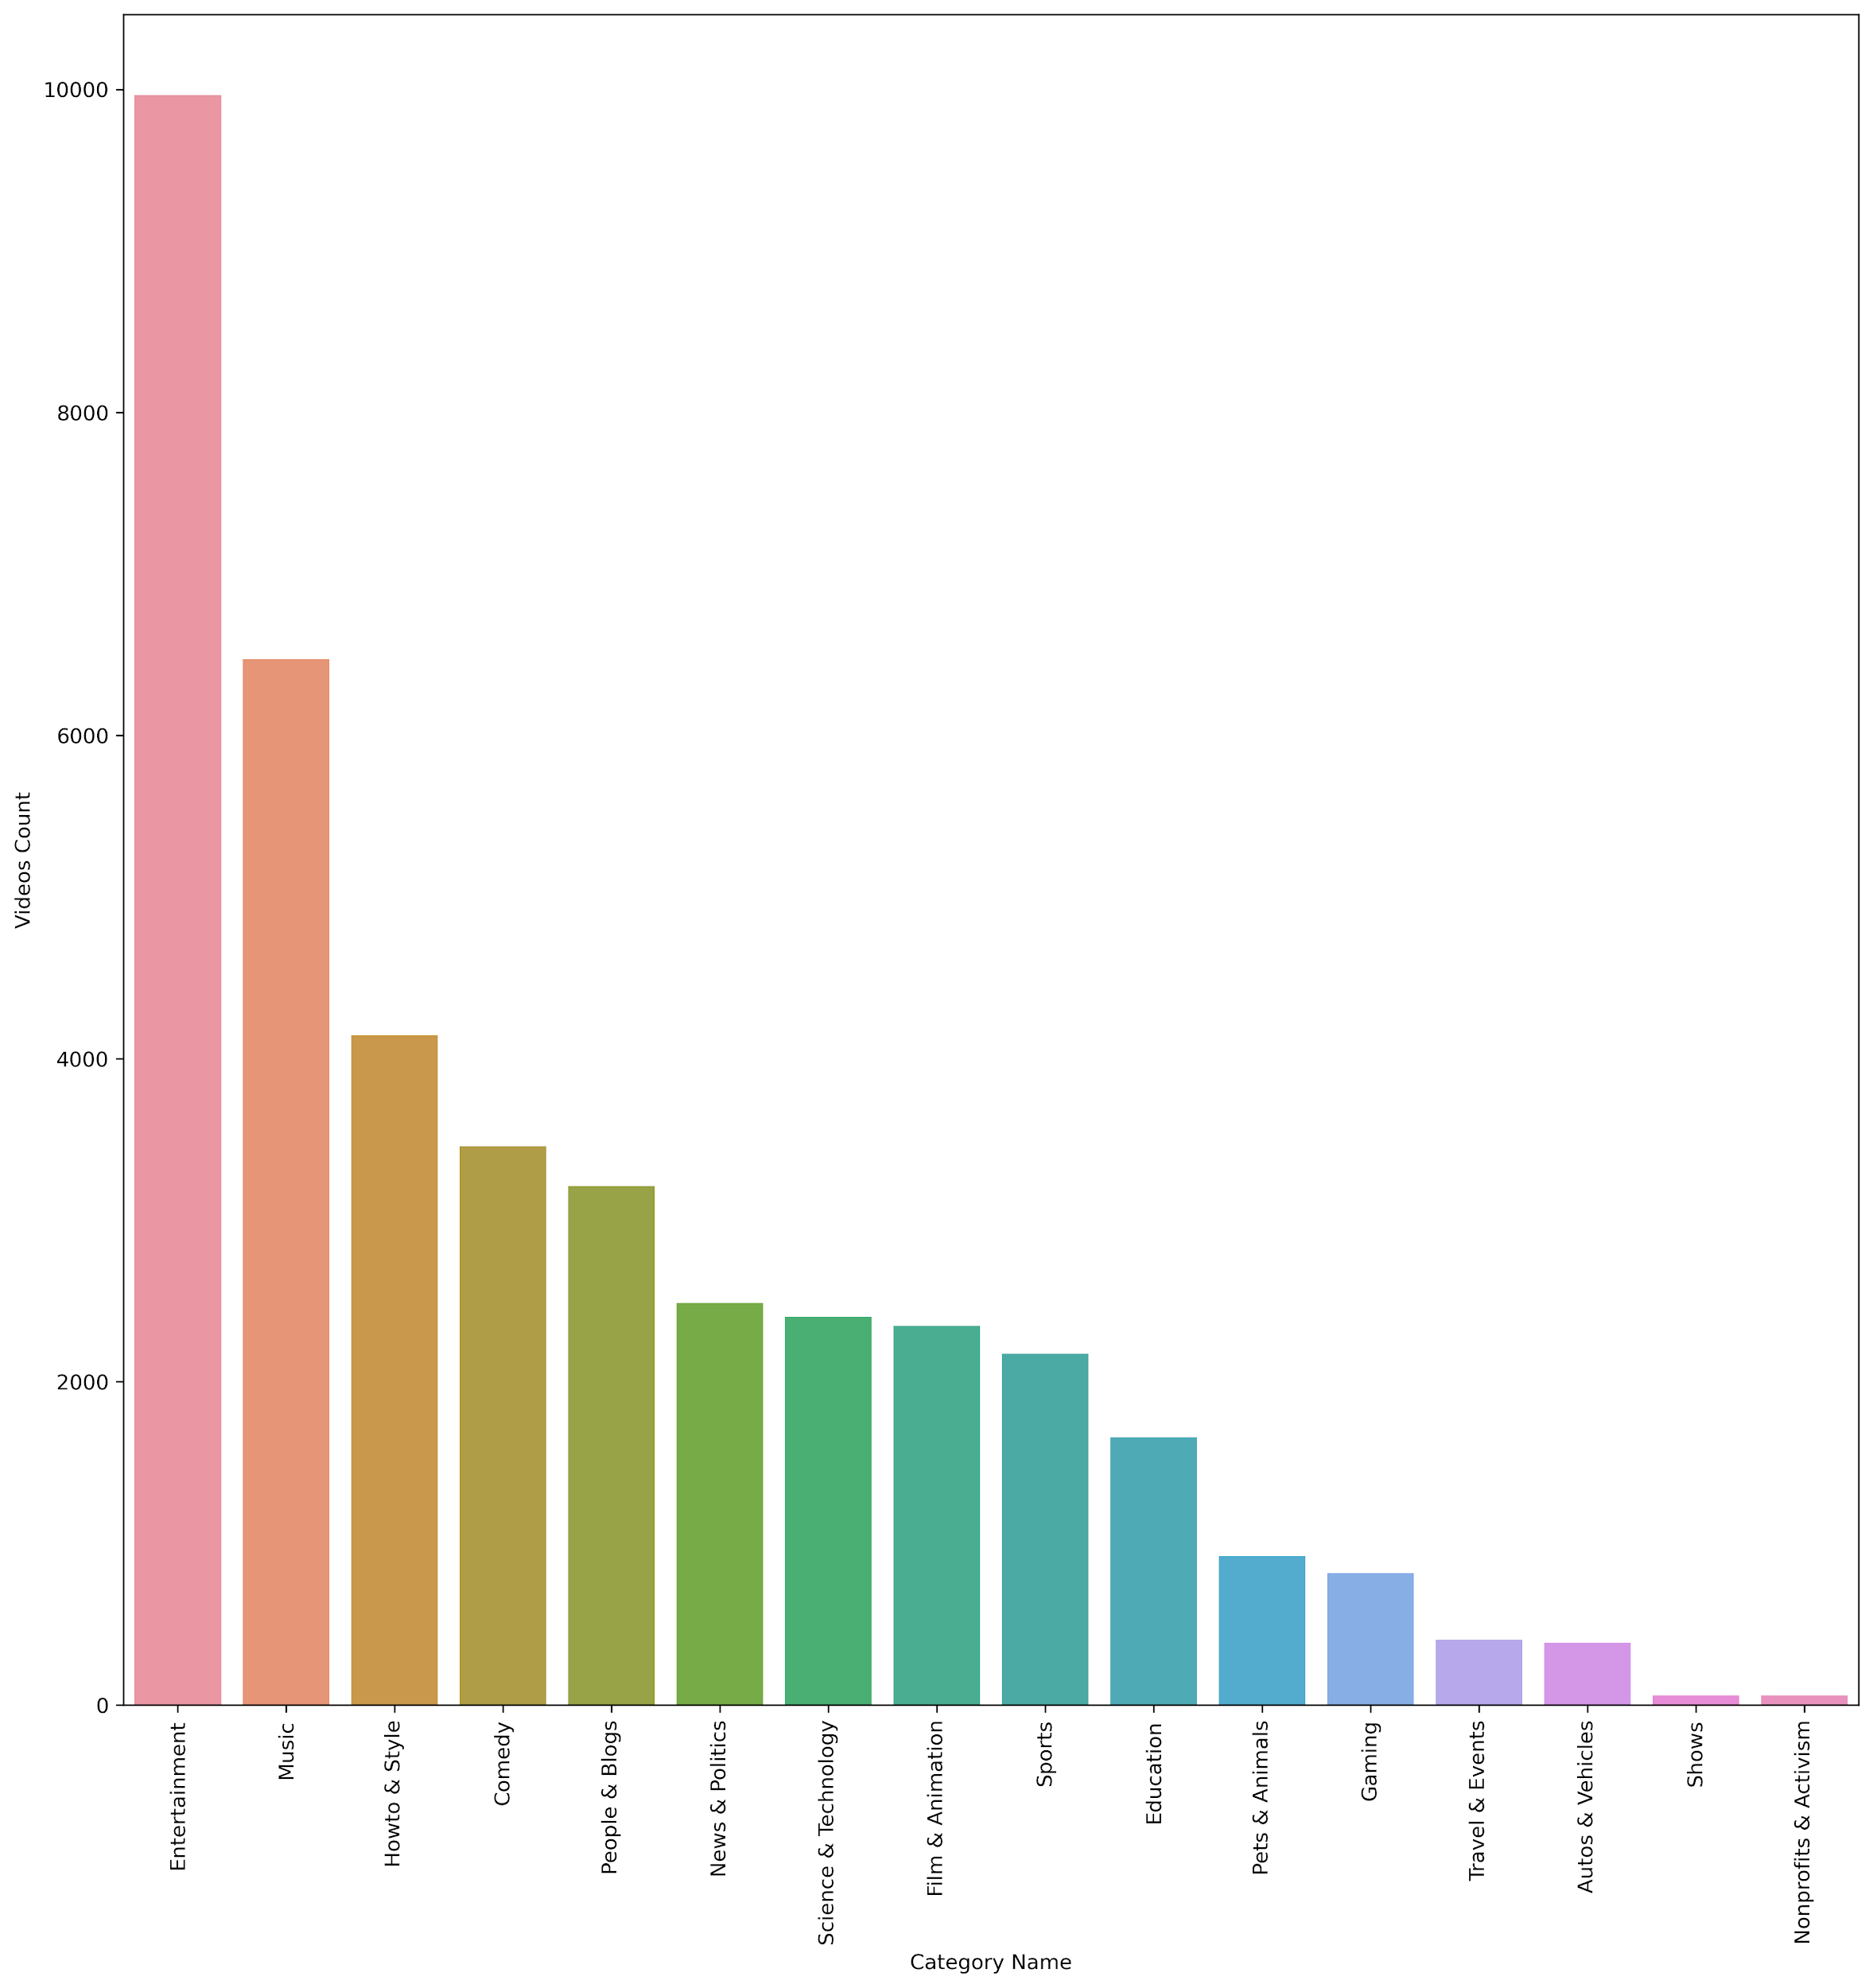 10000
8000
6000
4000
2000
0
Videos Count
Entertainment
Music
Howto & Style
Comedy
People & Blogs
News & Politics
Science & Technology
Film & Animation
Sports
Education
Pets & Animals
Gaming
Travel & Events
Autos & Vehicles
Shows
Nonprofits & Activism
Category Name